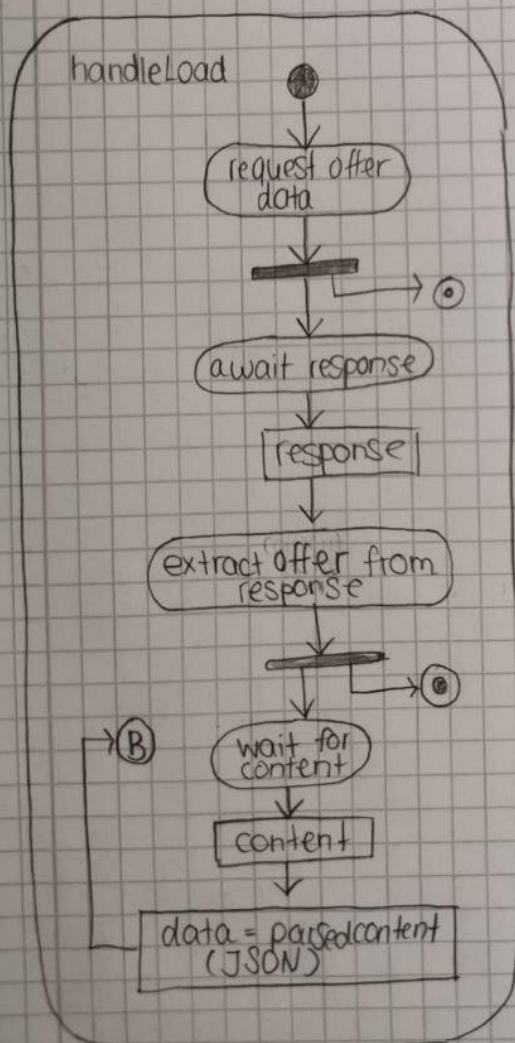 handleLoad
request offer
data
await response
response
extract offer from
response
B
wait for
content
content
data = parsedcontent
(JSON)